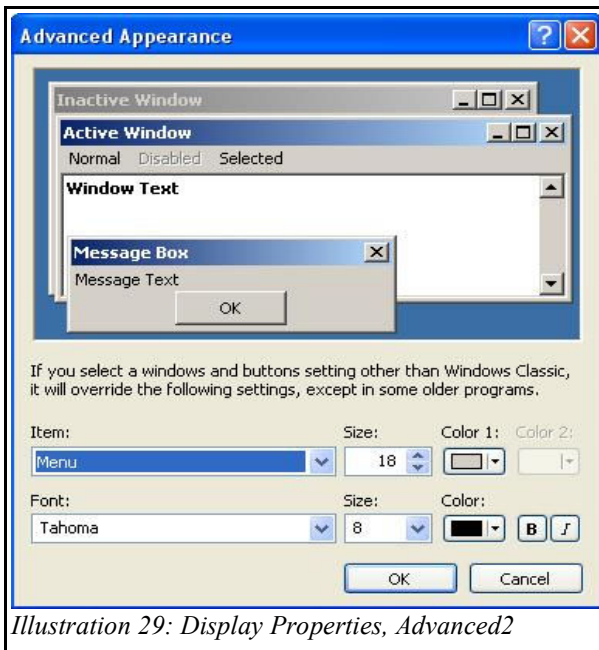 Advanced Appearance
Inactive Window
Active Window
Normal Disabled Selected
Window Text
Message Box
Message Text
OK
If you select a windows and buttons setting other than Windows Classic,
it will override the following settings, except in some older programs.
Item: Size: Color 1: Color 2:
Menu 18
Font: Size: Color:
Tahoma 8 B I
OK Cancel
Illustration 29: Display Properties, Advanced2